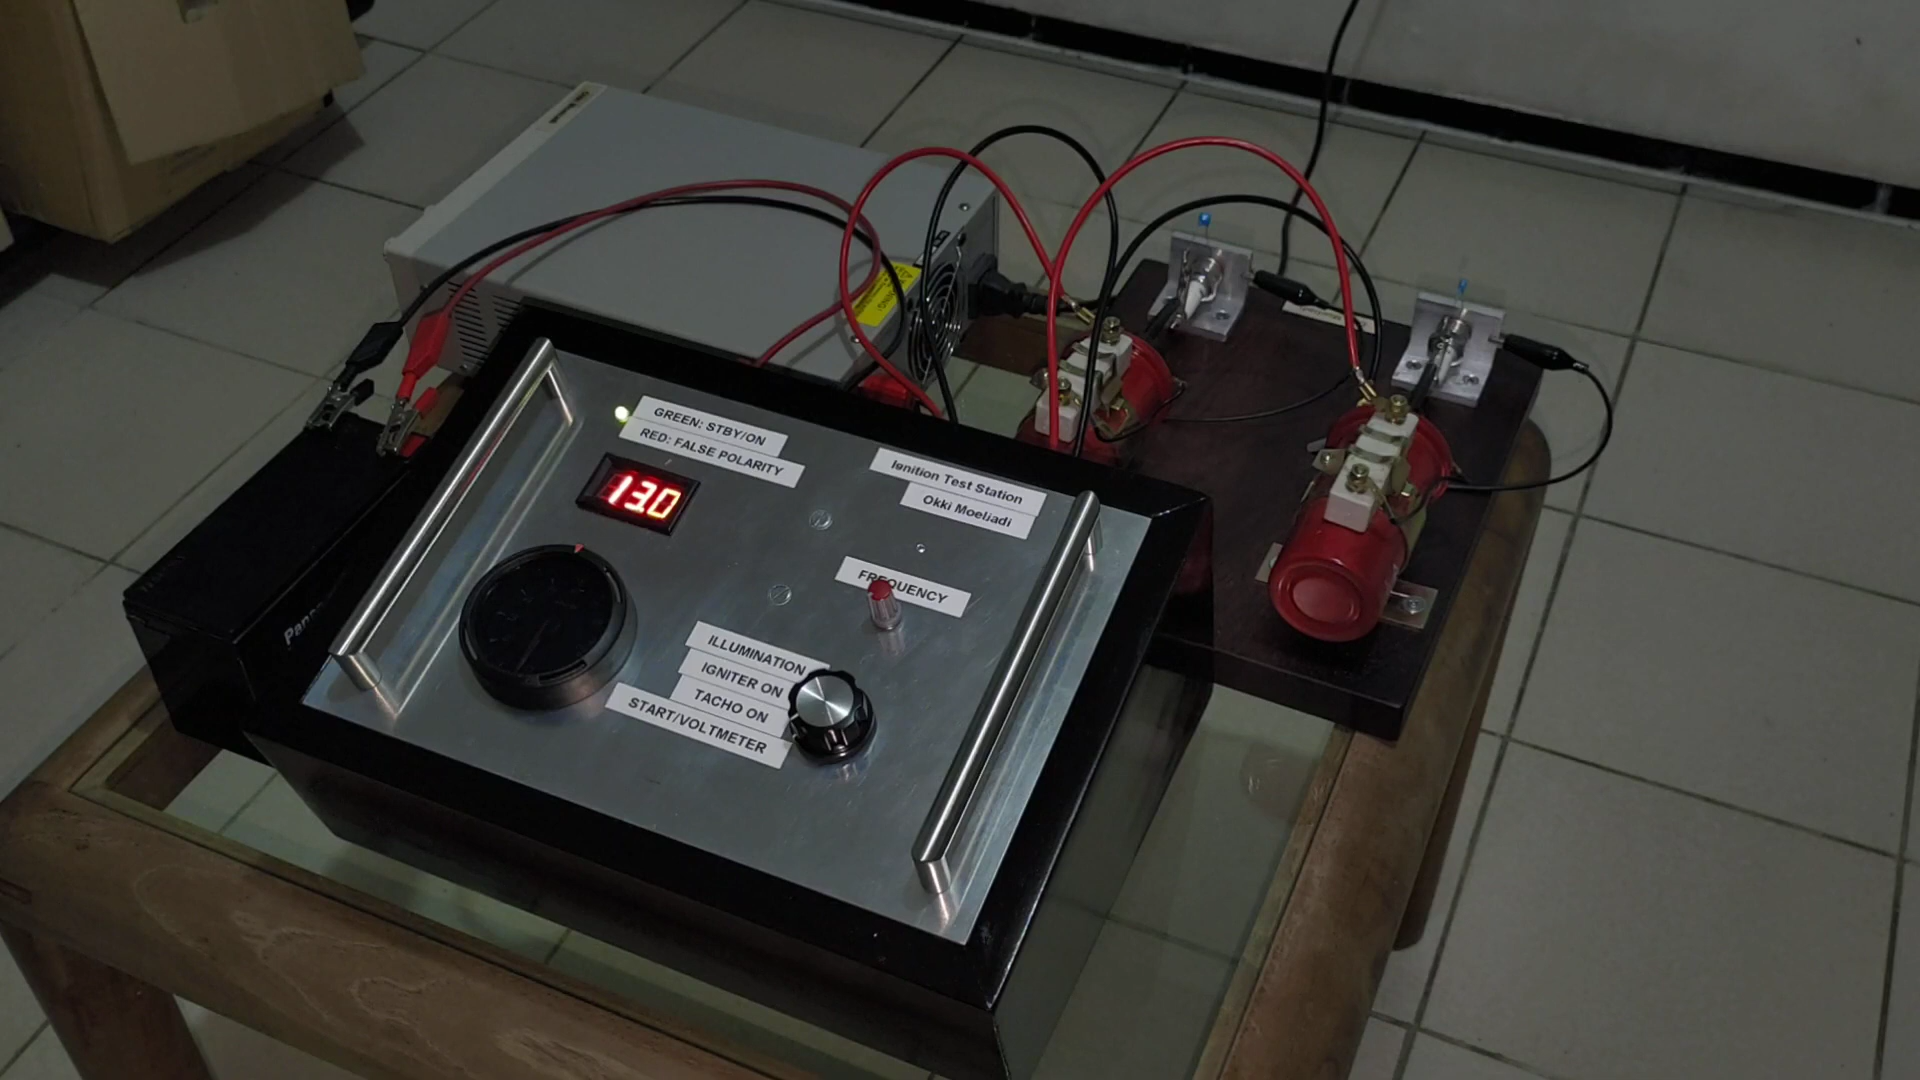 GREEN: STBY/ON
RED: FALSE POLARITY
13.0
Ignition Test Station
Okki Moeljadi
FREQUENCY
ILLUMINATION
IGNITER ON
TACHO ON
START/VOLTMETER